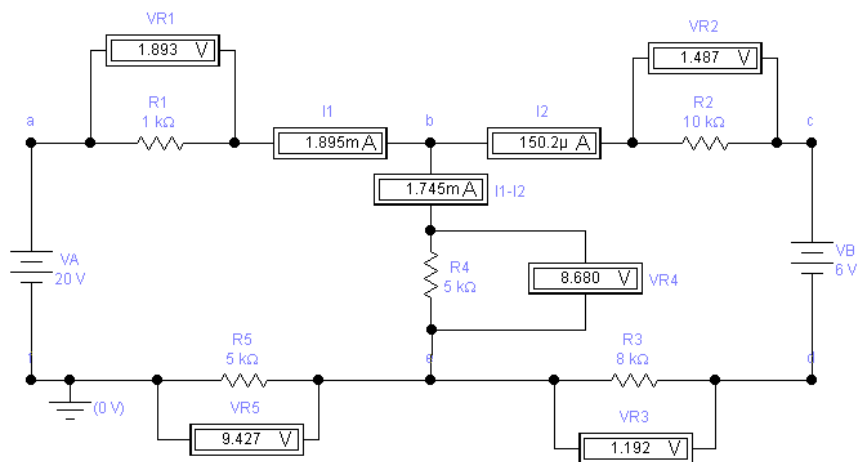 VR1
1.893 V
VR2
1.487 V
a
R1
1 kΩ
I1
1.895m A
b
I2
150.2µ A
R2
10 kΩ
c
1.745m A
I1-I2
VA
20 V
R4
5 kΩ
8.680 V
VR4
VB
6 V
f
R5
5 kΩ
e
R3
8 kΩ
d
(0 V)
VR5
9.427 V
VR3
1.192 V